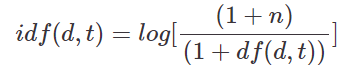 idf(d, t) = log[ (1 + n) / (1 + df(d, t)) ]